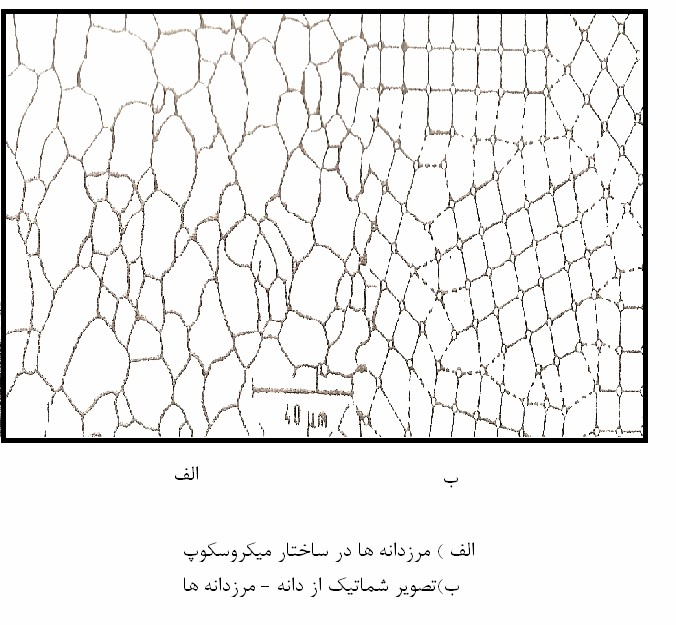 40 µm
الف
ب
الف ) مرزدانه ها در ساختار میکروسکوپ
ب)تصویر شماتیک از دانه - مرزدانه ها